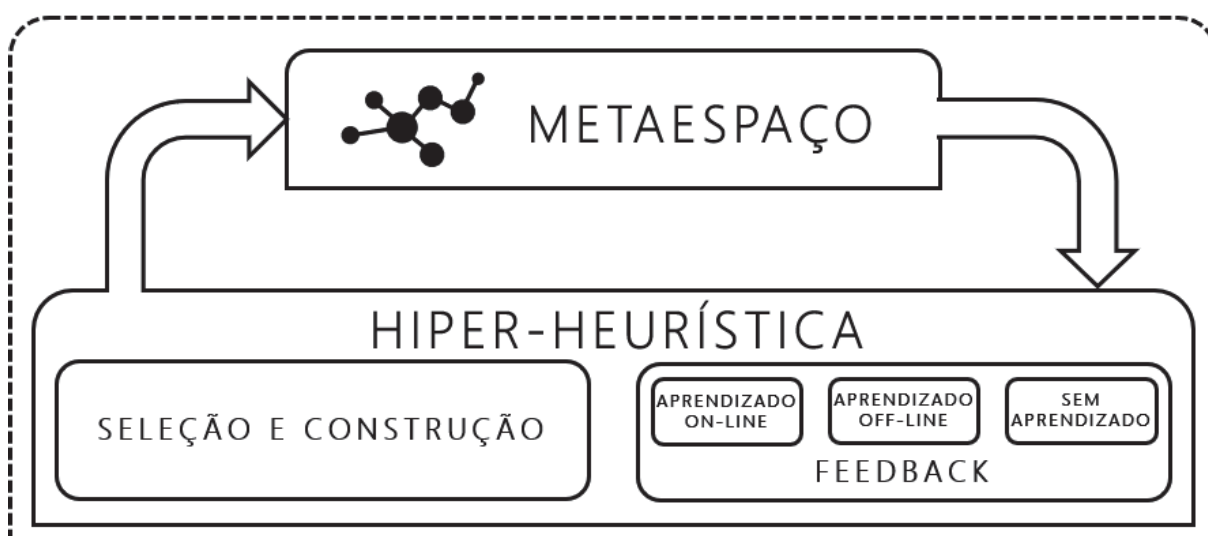 METAESPAÇO
HIPER-HEURÍSTICA
SELEÇÃO E CONSTRUÇÃO
APRENDIZADO
ON-LINE
APRENDIZADO
OFF-LINE
SEM
APRENDIZADO
FEEDBACK